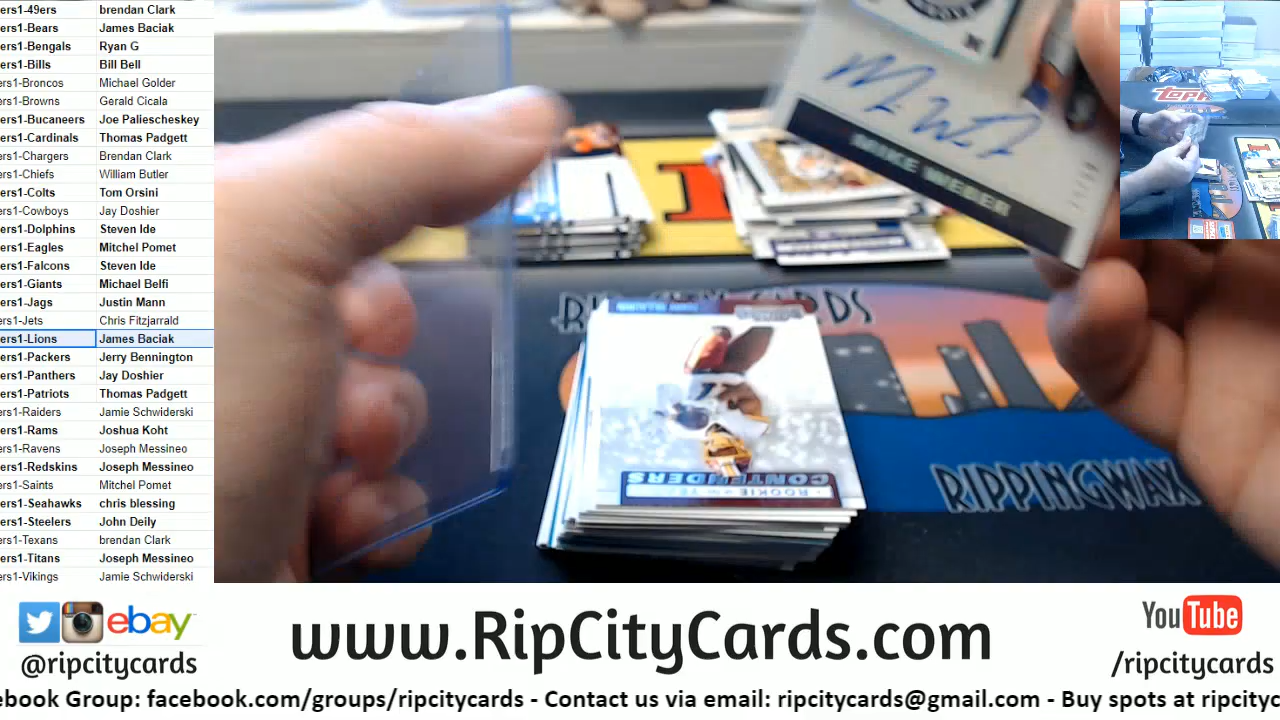 ers1-49ers brendan Clark
ers1-Bears James Baciak
ers1-Bengals Ryan G
ers1-Bills Bill Bell
ers1-Broncos Michael Golder
ers1-Browns Gerald Cicala
ers1-Bucaneers Joe Paliescheskey
ers1-Cardinals Thomas Padgett
ers1-Chargers Brendan Clark
ers1-Chiefs William Butler
ers1-Colts Tom Orsini
ers1-Cowboys Jay Doshier
ers1-Dolphins Steven Ide
ers1-Eagles Mitchel Pomet
ers1-Falcons Steven Ide
ers1-Giants Michael Belfi
ers1-Jags Justin Mann
ers1-Jets Chris Fitzjarrald
ers1-Lions James Baciak
ers1-Packers Jerry Bennington
ers1-Panthers Jay Doshier
ers1-Patriots Thomas Padgett
ers1-Raiders Jamie Schwiderski
ers1-Rams Joshua Koht
ers1-Ravens Joseph Messineo
ers1-Redskins Joseph Messineo
ers1-Saints Mitchel Pomet
ers1-Seahawks chris blessing
ers1-Steelers John Deily
ers1-Texans brendan Clark
ers1-Titans Joseph Messineo
ers1-Vikings Jamie Schwiderski
MIKE WEBER
TOPPS
RIP CITY CARDS
RIPPINGWAX
CONTENDERS
ROOKIE OF THE YEAR
ebay
@ripcitycards
www.RipCityCards.com
YouTube
/ripcitycards
ebook Group: facebook.com/groups/ripcitycards - Contact us via email: ripcitycards@gmail.com - Buy spots at ripcityc